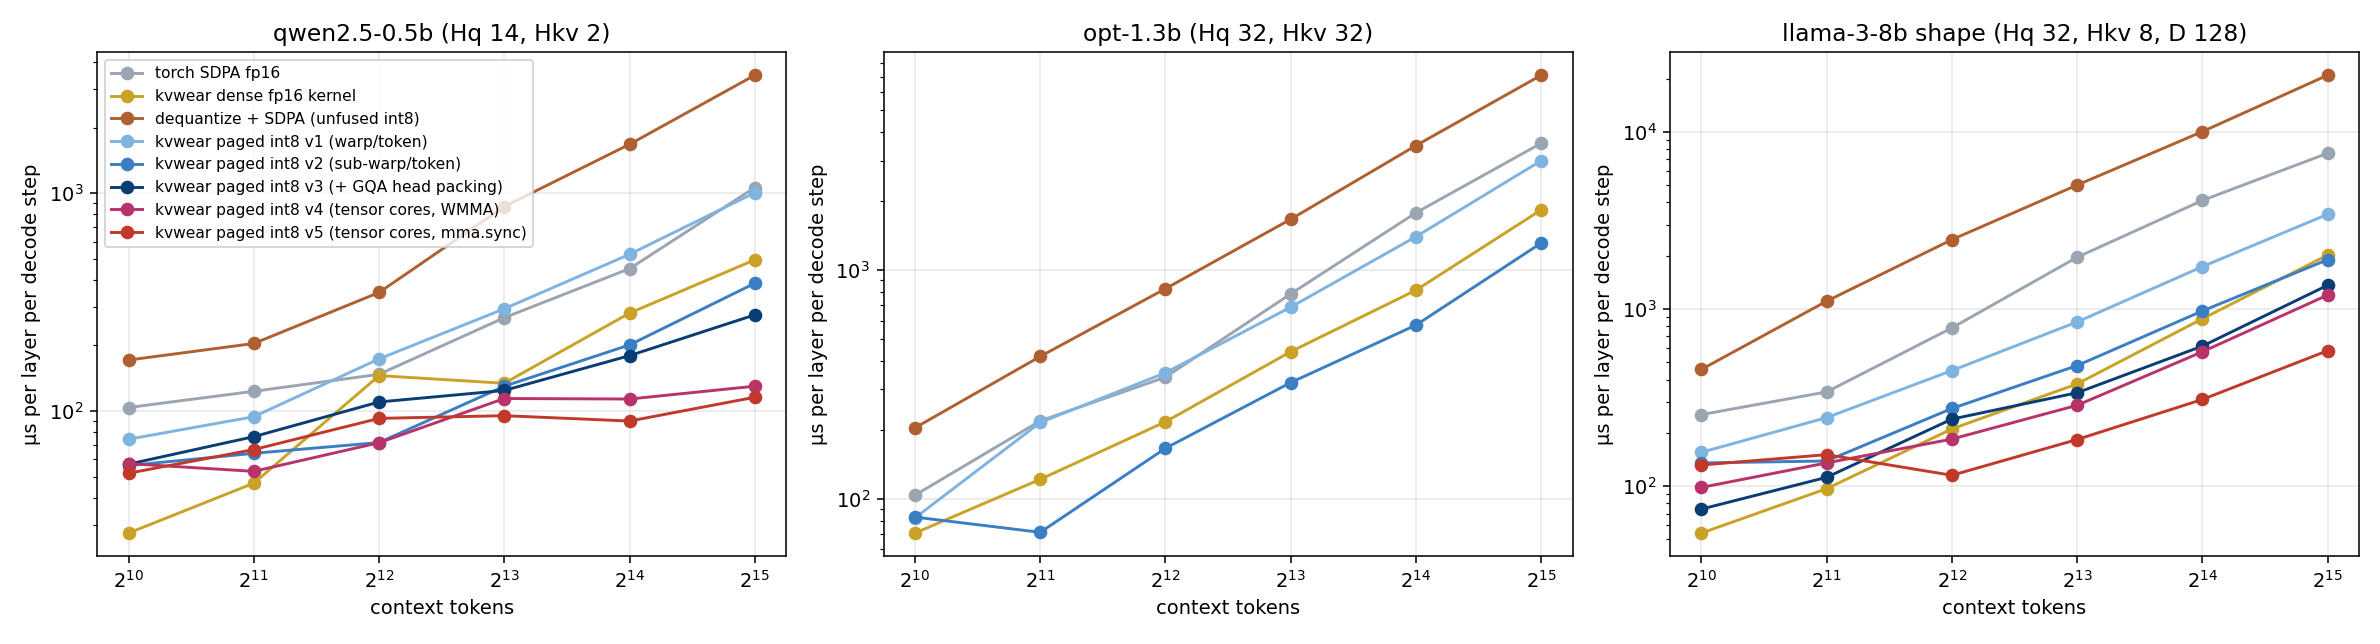 qwen2.5-0.5b (Hq 14, Hkv 2)
torch SDPA fp16
kvwear dense fp16 kernel
dequantize + SDPA (unfused int8)
kvwear paged int8 v1 (warp/token)
kvwear paged int8 v2 (sub-warp/token)
kvwear paged int8 v3 (+ GQA head packing)
kvwear paged int8 v4 (tensor cores, WMMA)
kvwear paged int8 v5 (tensor cores, mma.sync)
µs per layer per decode step
10³
10²
2¹⁰ 2¹¹ 2¹² 2¹³ 2¹⁴ 2¹⁵
context tokens
opt-1.3b (Hq 32, Hkv 32)
µs per layer per decode step
10³
10²
2¹⁰ 2¹¹ 2¹² 2¹³ 2¹⁴ 2¹⁵
context tokens
llama-3-8b shape (Hq 32, Hkv 8, D 128)
µs per layer per decode step
10⁴
10³
10²
2¹⁰ 2¹¹ 2¹² 2¹³ 2¹⁴ 2¹⁵
context tokens